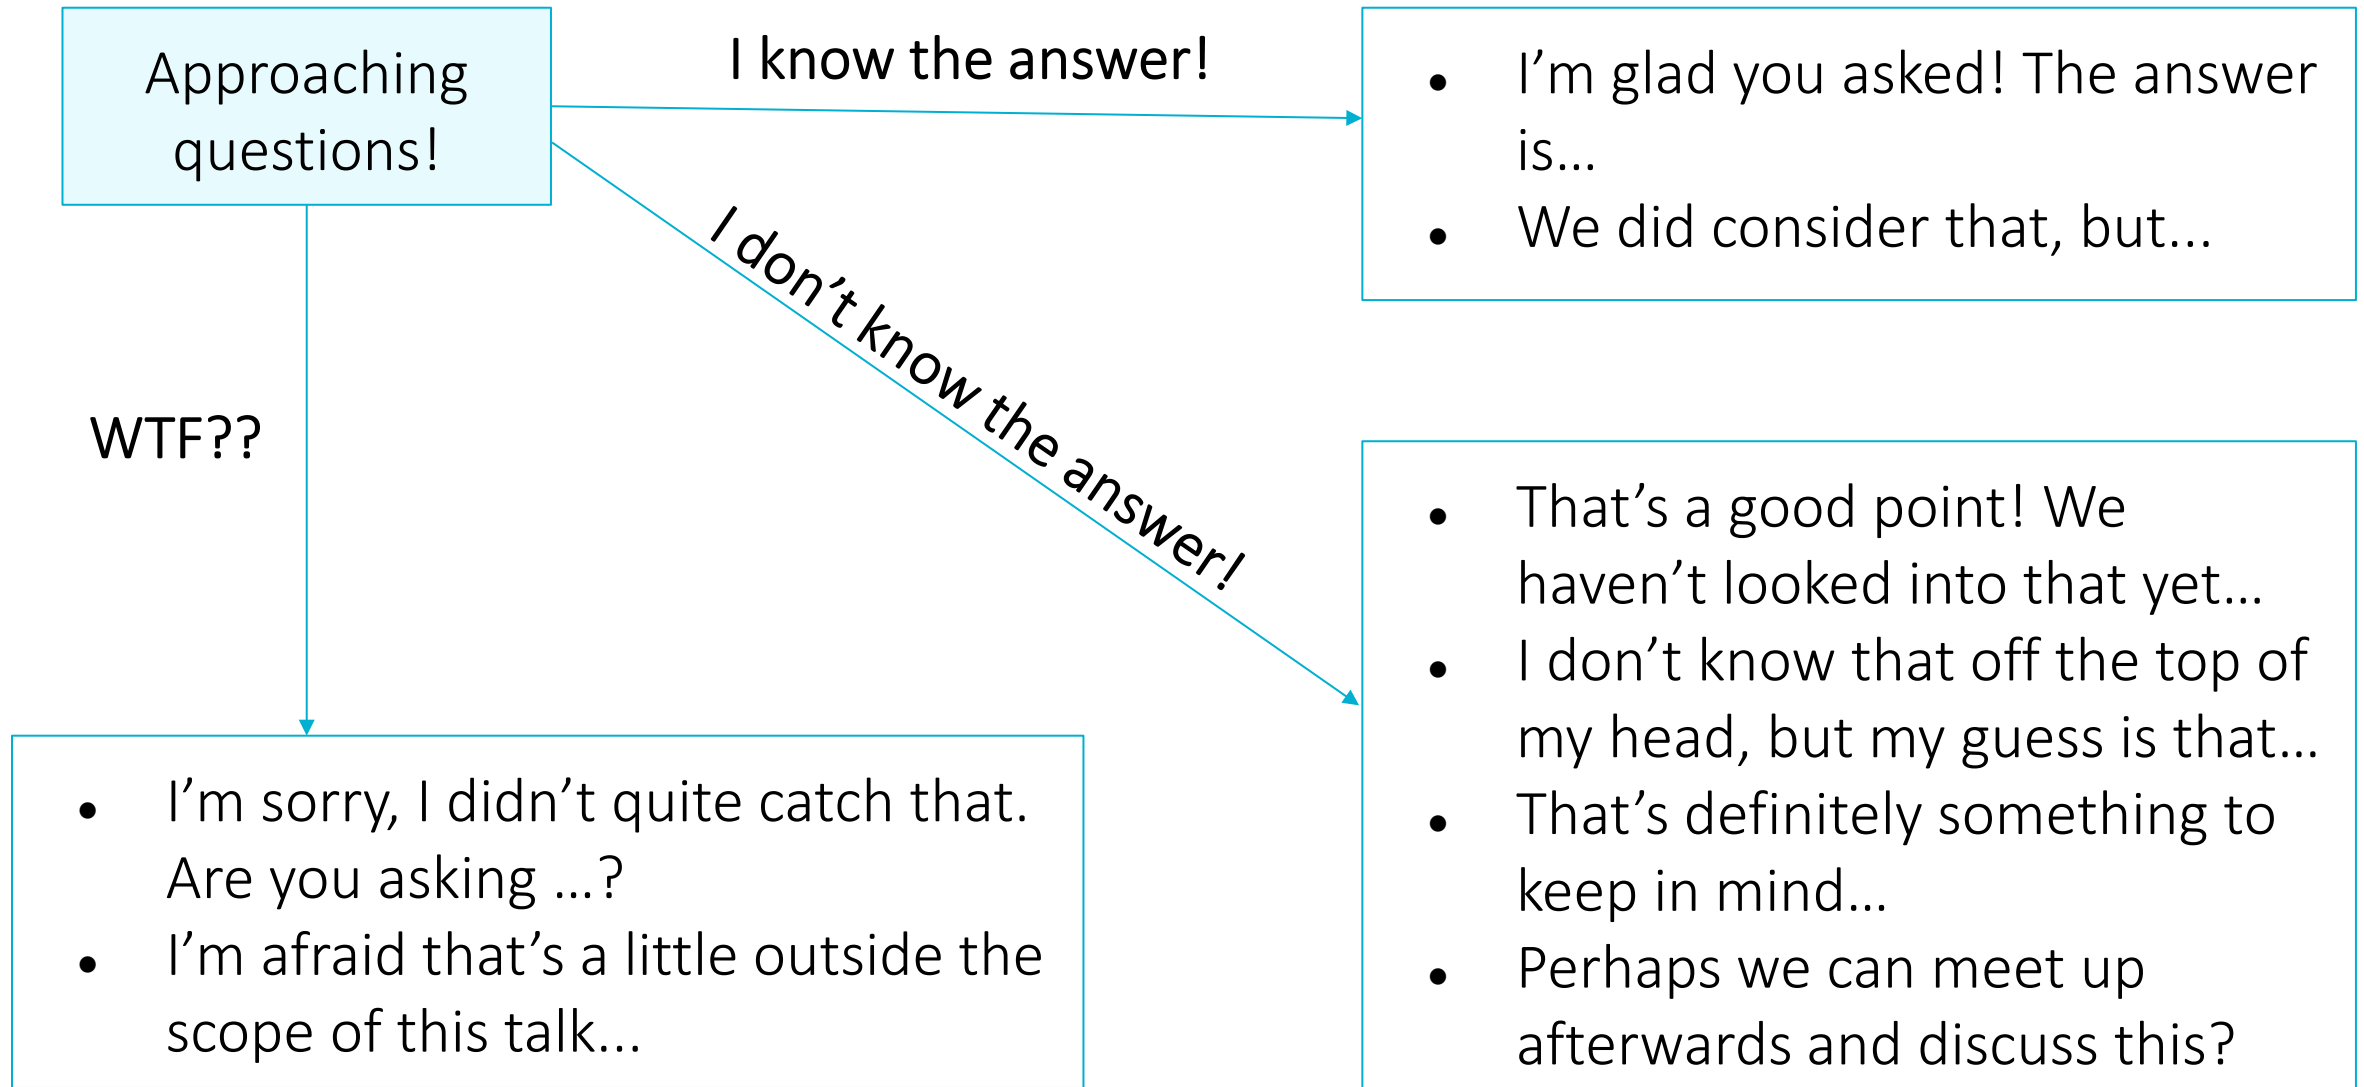 Approaching
questions!
I know the answer!
• I’m glad you asked! The answer
is…
• We did consider that, but…
I don’t know the answer!
WTF??
• That’s a good point! We
haven’t looked into that yet…
• I don’t know that off the top of
my head, but my guess is that…
• That’s definitely something to
keep in mind…
• Perhaps we can meet up
afterwards and discuss this?
• I’m sorry, I didn’t quite catch that.
Are you asking …?
• I’m afraid that’s a little outside the
scope of this talk…